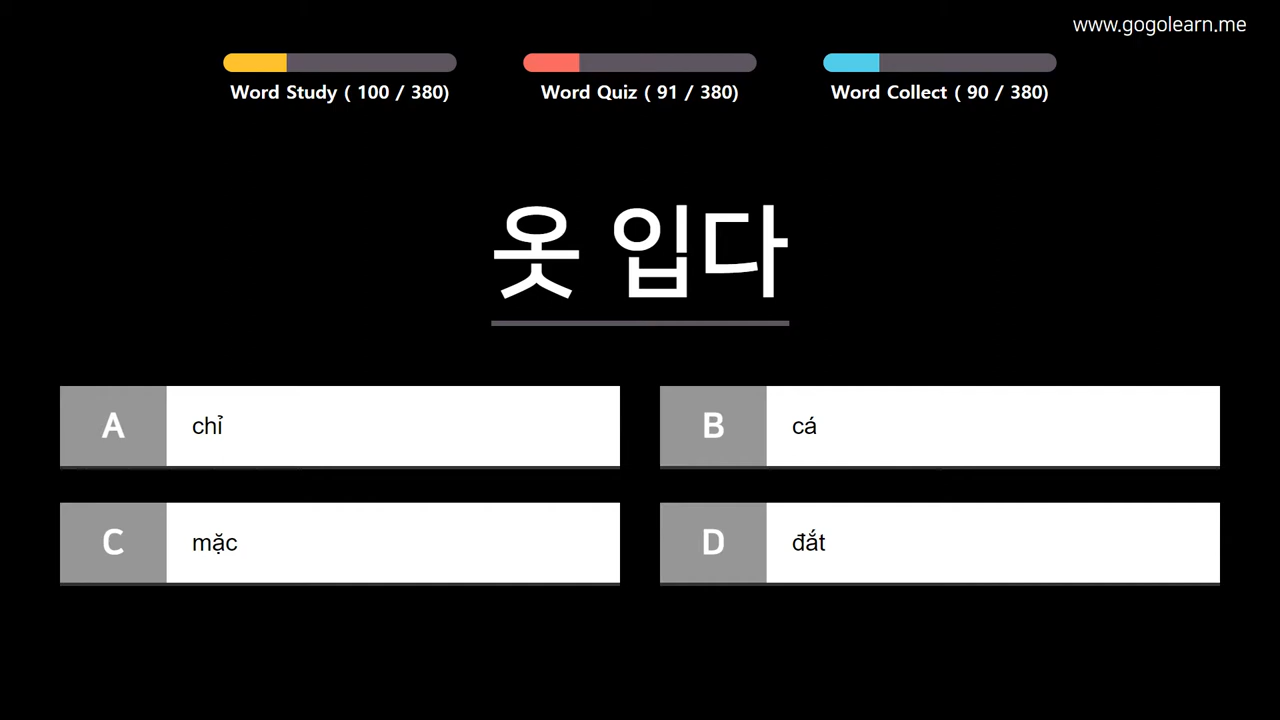 www.gogolearn.me
Word Study ( 100 / 380)
Word Quiz ( 91 / 380)
Word Collect ( 90 / 380)
옷 입다
A chỉ
B cá
C mặc
D đắt